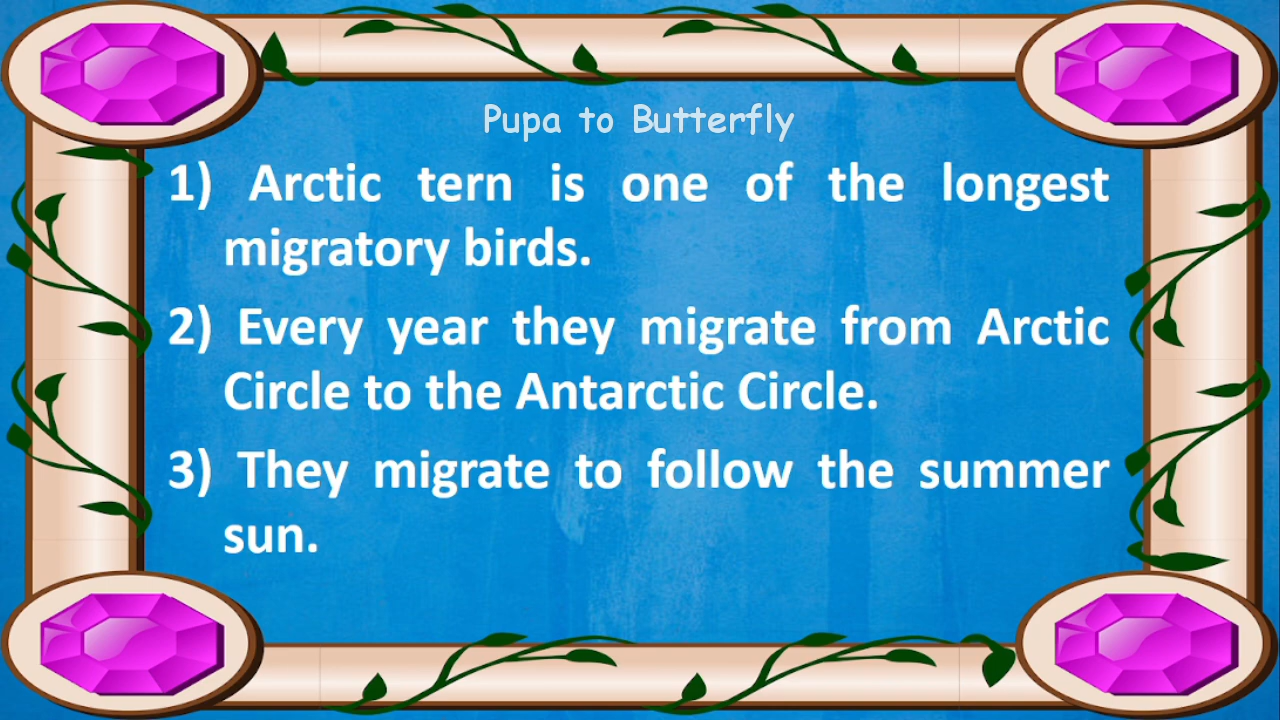 Pupa to Butterfly
1) Arctic tern is one of the longest
migratory birds.
2) Every year they migrate from Arctic
Circle to the Antarctic Circle.
3) They migrate to follow the summer
sun.